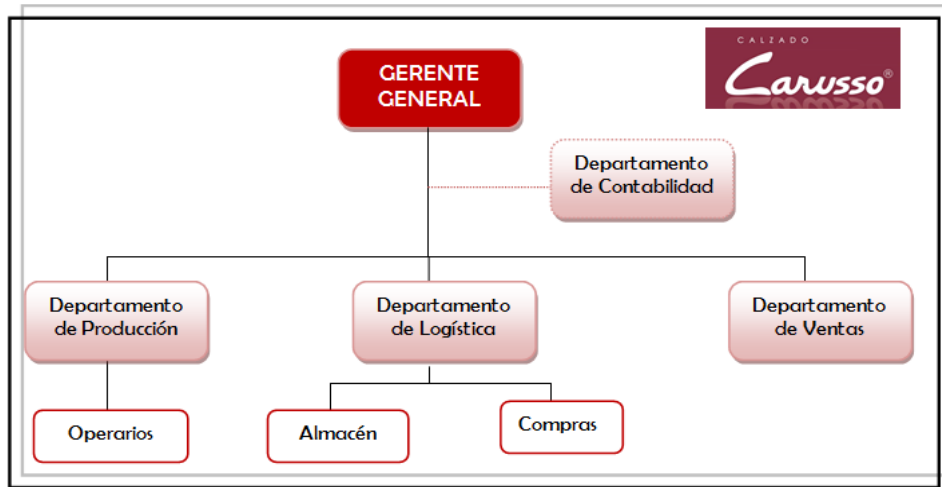 CALZADO
Carusso®
GERENTE
GENERAL
Departamento
de Contabilidad
Departamento
de Producción
Departamento
de Logística
Departamento
de Ventas
Operarios
Almacén
Compras